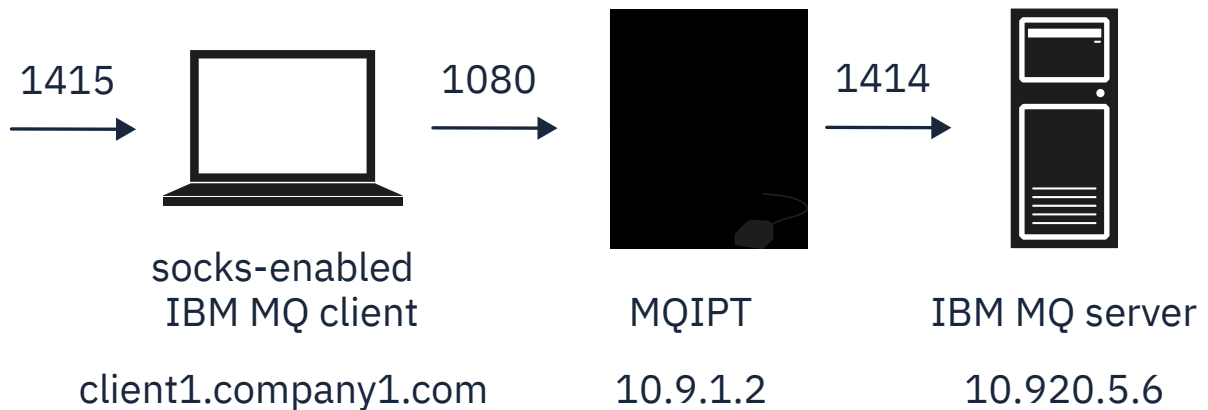 1415
1080
1414
socks-enabled
IBM MQ client
MQIPT
IBM MQ server
client1.company1.com
10.9.1.2
10.920.5.6